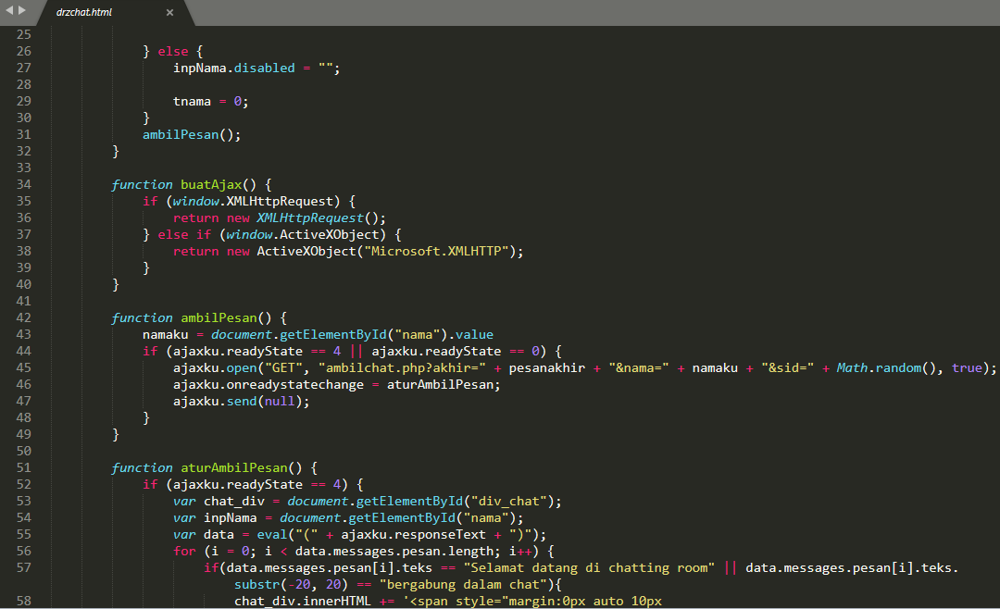 drzchat.html ×
25
26 } else {
27 inpNama.disabled = "";
28
29 tnama = 0;
30 }
31 ambilPesan();
32 }
33
34 function buatAjax() {
35 if (window.XMLHttpRequest) {
36 return new XMLHttpRequest();
37 } else if (window.ActiveXObject) {
38 return new ActiveXObject("Microsoft.XMLHTTP");
39 }
40 }
41
42 function ambilPesan() {
43 namaku = document.getElementById("nama").value
44 if (ajaxku.readyState == 4 || ajaxku.readyState == 0) {
45 ajaxku.open("GET", "ambilchat.php?akhir=" + pesanakhir + "&nama=" + namaku + "&sid=" + Math.random(), true);
46 ajaxku.onreadystatechange = aturAmbilPesan;
47 ajaxku.send(null);
48 }
49 }
50
51 function aturAmbilPesan() {
52 if (ajaxku.readyState == 4) {
53 var chat_div = document.getElementById("div_chat");
54 var inpNama = document.getElementById("nama");
55 var data = eval("(" + ajaxku.responseText + ")");
56 for (i = 0; i < data.messages.pesan.length; i++) {
57 if(data.messages.pesan[i].teks == "Selamat datang di chatting room" || data.messages.pesan[i].teks.
substr(-20, 20) == "bergabung dalam chat"){
58 chat_div.innerHTML += '<span style="margin:0px auto 10px